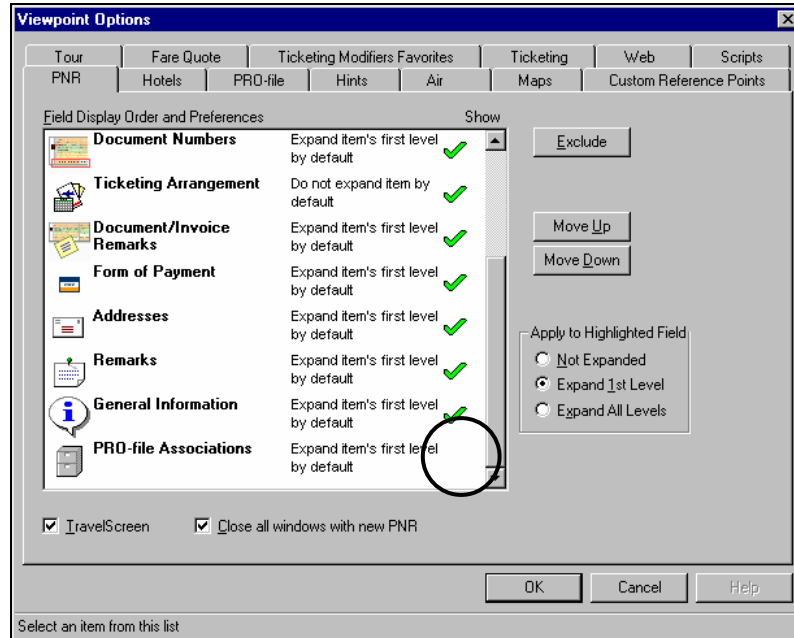 Viewpoint Options
Tour Fare Quote Ticketing Modifiers Favorites Ticketing Web Scripts
PNR Hotels PRO-file Hints Air Maps Custom Reference Points
Field Display Order and Preferences Show
Document Numbers Expand item's first level
by default
Exclude
Ticketing Arrangement Do not expand item by
default
Document/Invoice Expand item's first level
Remarks by default
Move Up
Form of Payment Expand item's first level
by default
Move Down
Addresses Expand item's first level
by default
Apply to Highlighted Field
Remarks Expand item's first level
by default
Not Expanded
Expand 1st Level
General Information Expand item's first level
by default
Expand All Levels
PRO-file Associations Expand item's first level
by default
TravelScreen Close all windows with new PNR
OK Cancel Help
Select an item from this list